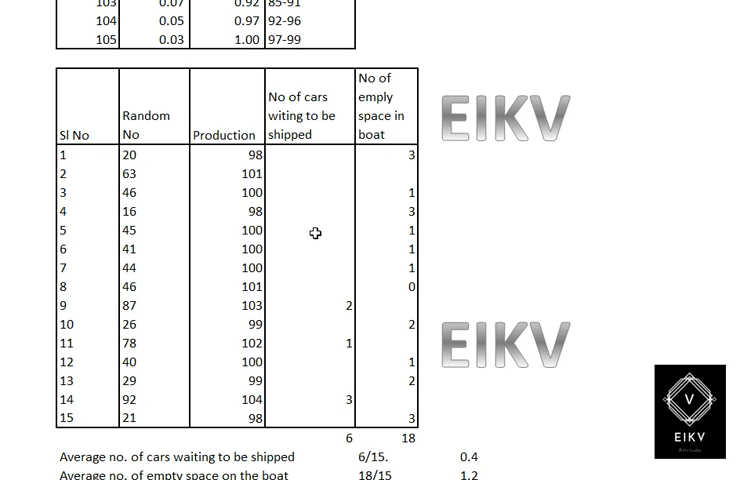 103 0.07 0.92 85-91
104 0.05 0.97 92-96
105 0.03 1.00 97-99
Sl No Random No Production No of cars witing to be shipped No of emply space in boat
1 20 98 3
2 63 101
3 46 100 1
4 16 98 3
5 45 100 1
6 41 100 1
7 44 100 1
8 46 101 0
9 87 103 2
10 26 99 2
11 78 102 1
12 40 100 1
13 29 99 2
14 92 104 3
15 21 98 3
6 18
Average no. of cars waiting to be shipped 6/15. 0.4
Average no. of empty space on the boat 18/15 1.2
EIKV
EIKV
V
EIKV
Attitude